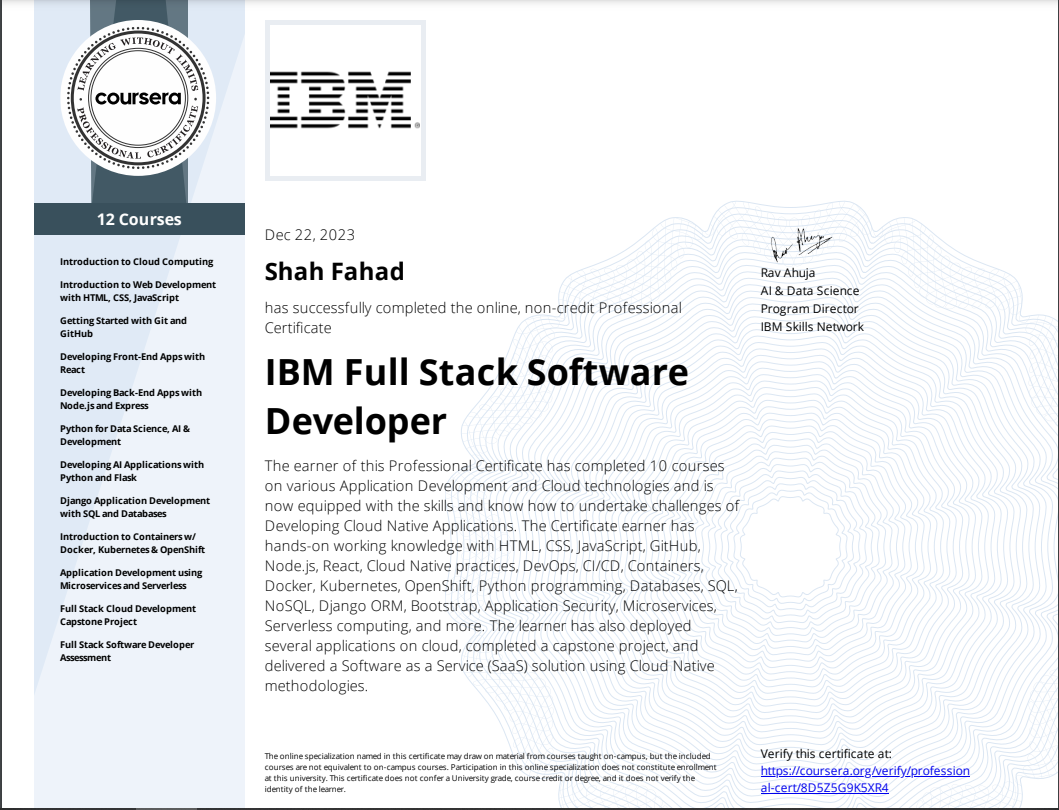 LEARNING WITHOUT LIMITS
coursera
PROFESSIONAL CERTIFICATE
12 Courses
Introduction to Cloud Computing
Introduction to Web Development
with HTML, CSS, JavaScript
Getting Started with Git and
GitHub
Developing Front-End Apps with
React
Developing Back-End Apps with
Node.js and Express
Python for Data Science, AI &
Development
Developing AI Applications with
Python and Flask
Django Application Development
with SQL and Databases
Introduction to Containers w/
Docker, Kubernetes & OpenShift
Application Development using
Microservices and Serverless
Full Stack Cloud Development
Capstone Project
Full Stack Software Developer
Assessment
IBM®
Dec 22, 2023
Shah Fahad
has successfully completed the online, non-credit Professional
Certificate
IBM Full Stack Software
Developer
The earner of this Professional Certificate has completed 10 courses
on various Application Development and Cloud technologies and is
now equipped with the skills and know how to undertake challenges of
Developing Cloud Native Applications. The Certificate earner has
hands-on working knowledge with HTML, CSS, JavaScript, GitHub,
Node.js, React, Cloud Native practices, DevOps, CI/CD, Containers,
Docker, Kubernetes, OpenShift, Python programming, Databases, SQL,
NoSQL, Django ORM, Bootstrap, Application Security, Microservices,
Serverless computing, and more. The learner has also deployed
several applications on cloud, completed a capstone project, and
delivered a Software as a Service (SaaS) solution using Cloud Native
methodologies.
Rav Ahuja
Rav Ahuja
AI & Data Science
Program Director
IBM Skills Network
The online specialization named in this certificate may draw on material from courses taught on-campus, but the included
courses are not equivalent to on-campus courses. Participation in this online specialization does not constitute enrollment
at this university. This certificate does not confer a University grade, course credit or degree, and it does not verify the
identity of the learner.
Verify this certificate at:
https://coursera.org/verify/profession
al-cert/8D5Z5G9K5XR4